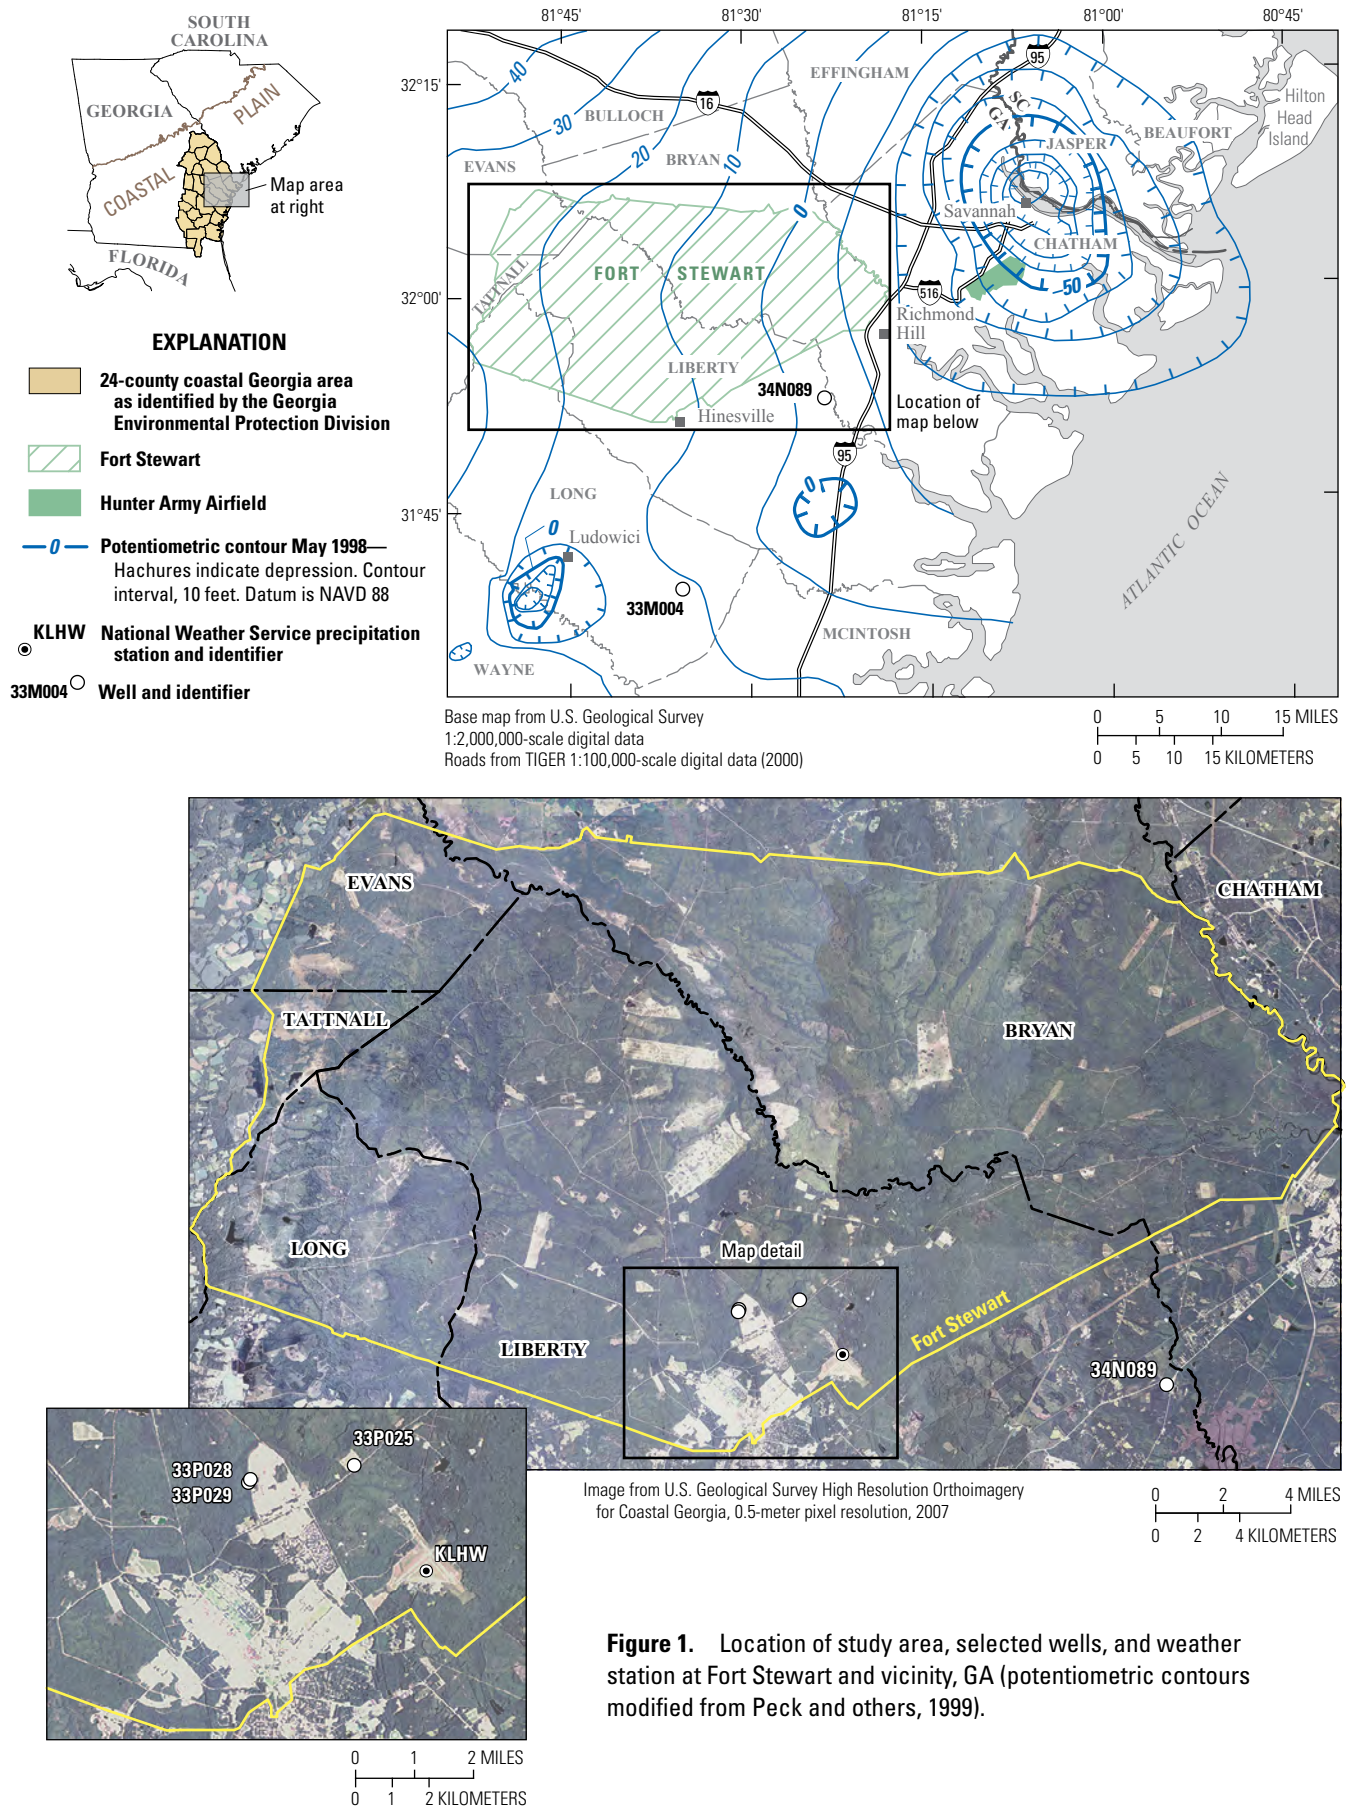 SOUTH
CAROLINA
GEORGIA
PLAIN
COASTAL
FLORIDA
Map area
at right
EXPLANATION
24-county coastal Georgia area
as identified by the Georgia
Environmental Protection Division
Fort Stewart
Hunter Army Airfield
0
Potentiometric contour May 1998—
Hachures indicate depression. Contour
interval, 10 feet. Datum is NAVD 88
KLHW
National Weather Service precipitation
station and identifier
33M004
Well and identifier
81°45'
81°30'
81°15'
81°00'
80°45'
32°15'
32°00'
31°45'
40
30
20
10
0
16
95
EFFINGHAM
BULLOCH
EVANS
BRYAN
SC
GA
JASPER
BEAUFORT
Hilton
Head
Island
Savannah
CHATHAM
-50
516
Richmond
Hill
FORT STEWART
TATTNALL
LIBERTY
34N089
Hinesville
Location of
map below
95
0
LONG
0
Ludowici
33M004
MCINTOSH
WAYNE
ATLANTIC OCEAN
Base map from U.S. Geological Survey
1:2,000,000-scale digital data
Roads from TIGER 1:100,000-scale digital data (2000)
0 5 10 15 MILES
0 5 10 15 KILOMETERS
EVANS
CHATHAM
TATTNALL
BRYAN
LONG
Map detail
LIBERTY
Fort Stewart
34N089
33P025
33P028
33P029
KLHW
Image from U.S. Geological Survey High Resolution Orthoimagery
for Coastal Georgia, 0.5-meter pixel resolution, 2007
0 2 4 MILES
0 2 4 KILOMETERS
Figure 1. Location of study area, selected wells, and weather
station at Fort Stewart and vicinity, GA (potentiometric contours
modified from Peck and others, 1999).
0 1 2 MILES
0 1 2 KILOMETERS